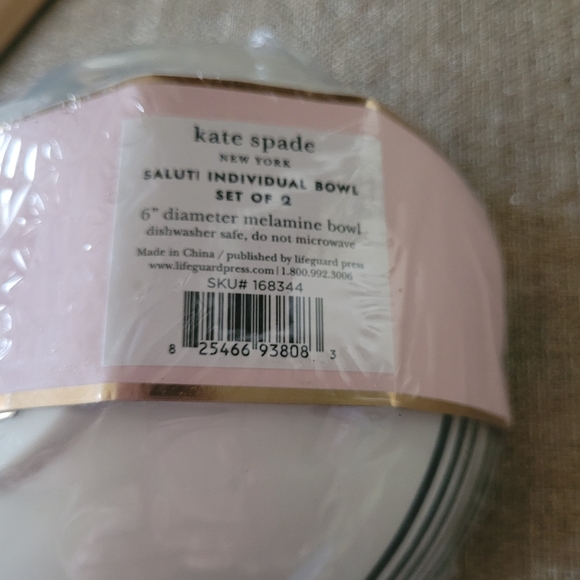 kate spade
NEW YORK
SALUT! INDIVIDUAL BOWL
SET OF 2
6" diameter melamine bowl
dishwasher safe, do not microwave
Made in China / published by lifeguard press
www.lifeguardpress.com | 1.800.992.3006
SKU# 168344
8 25466 93808 3